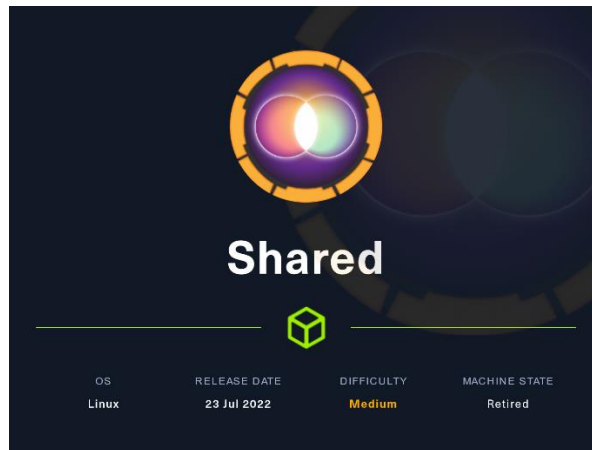 Shared
OS RELEASE DATE DIFFICULTY MACHINE STATE
Linux 23 Jul 2022 Medium Retired